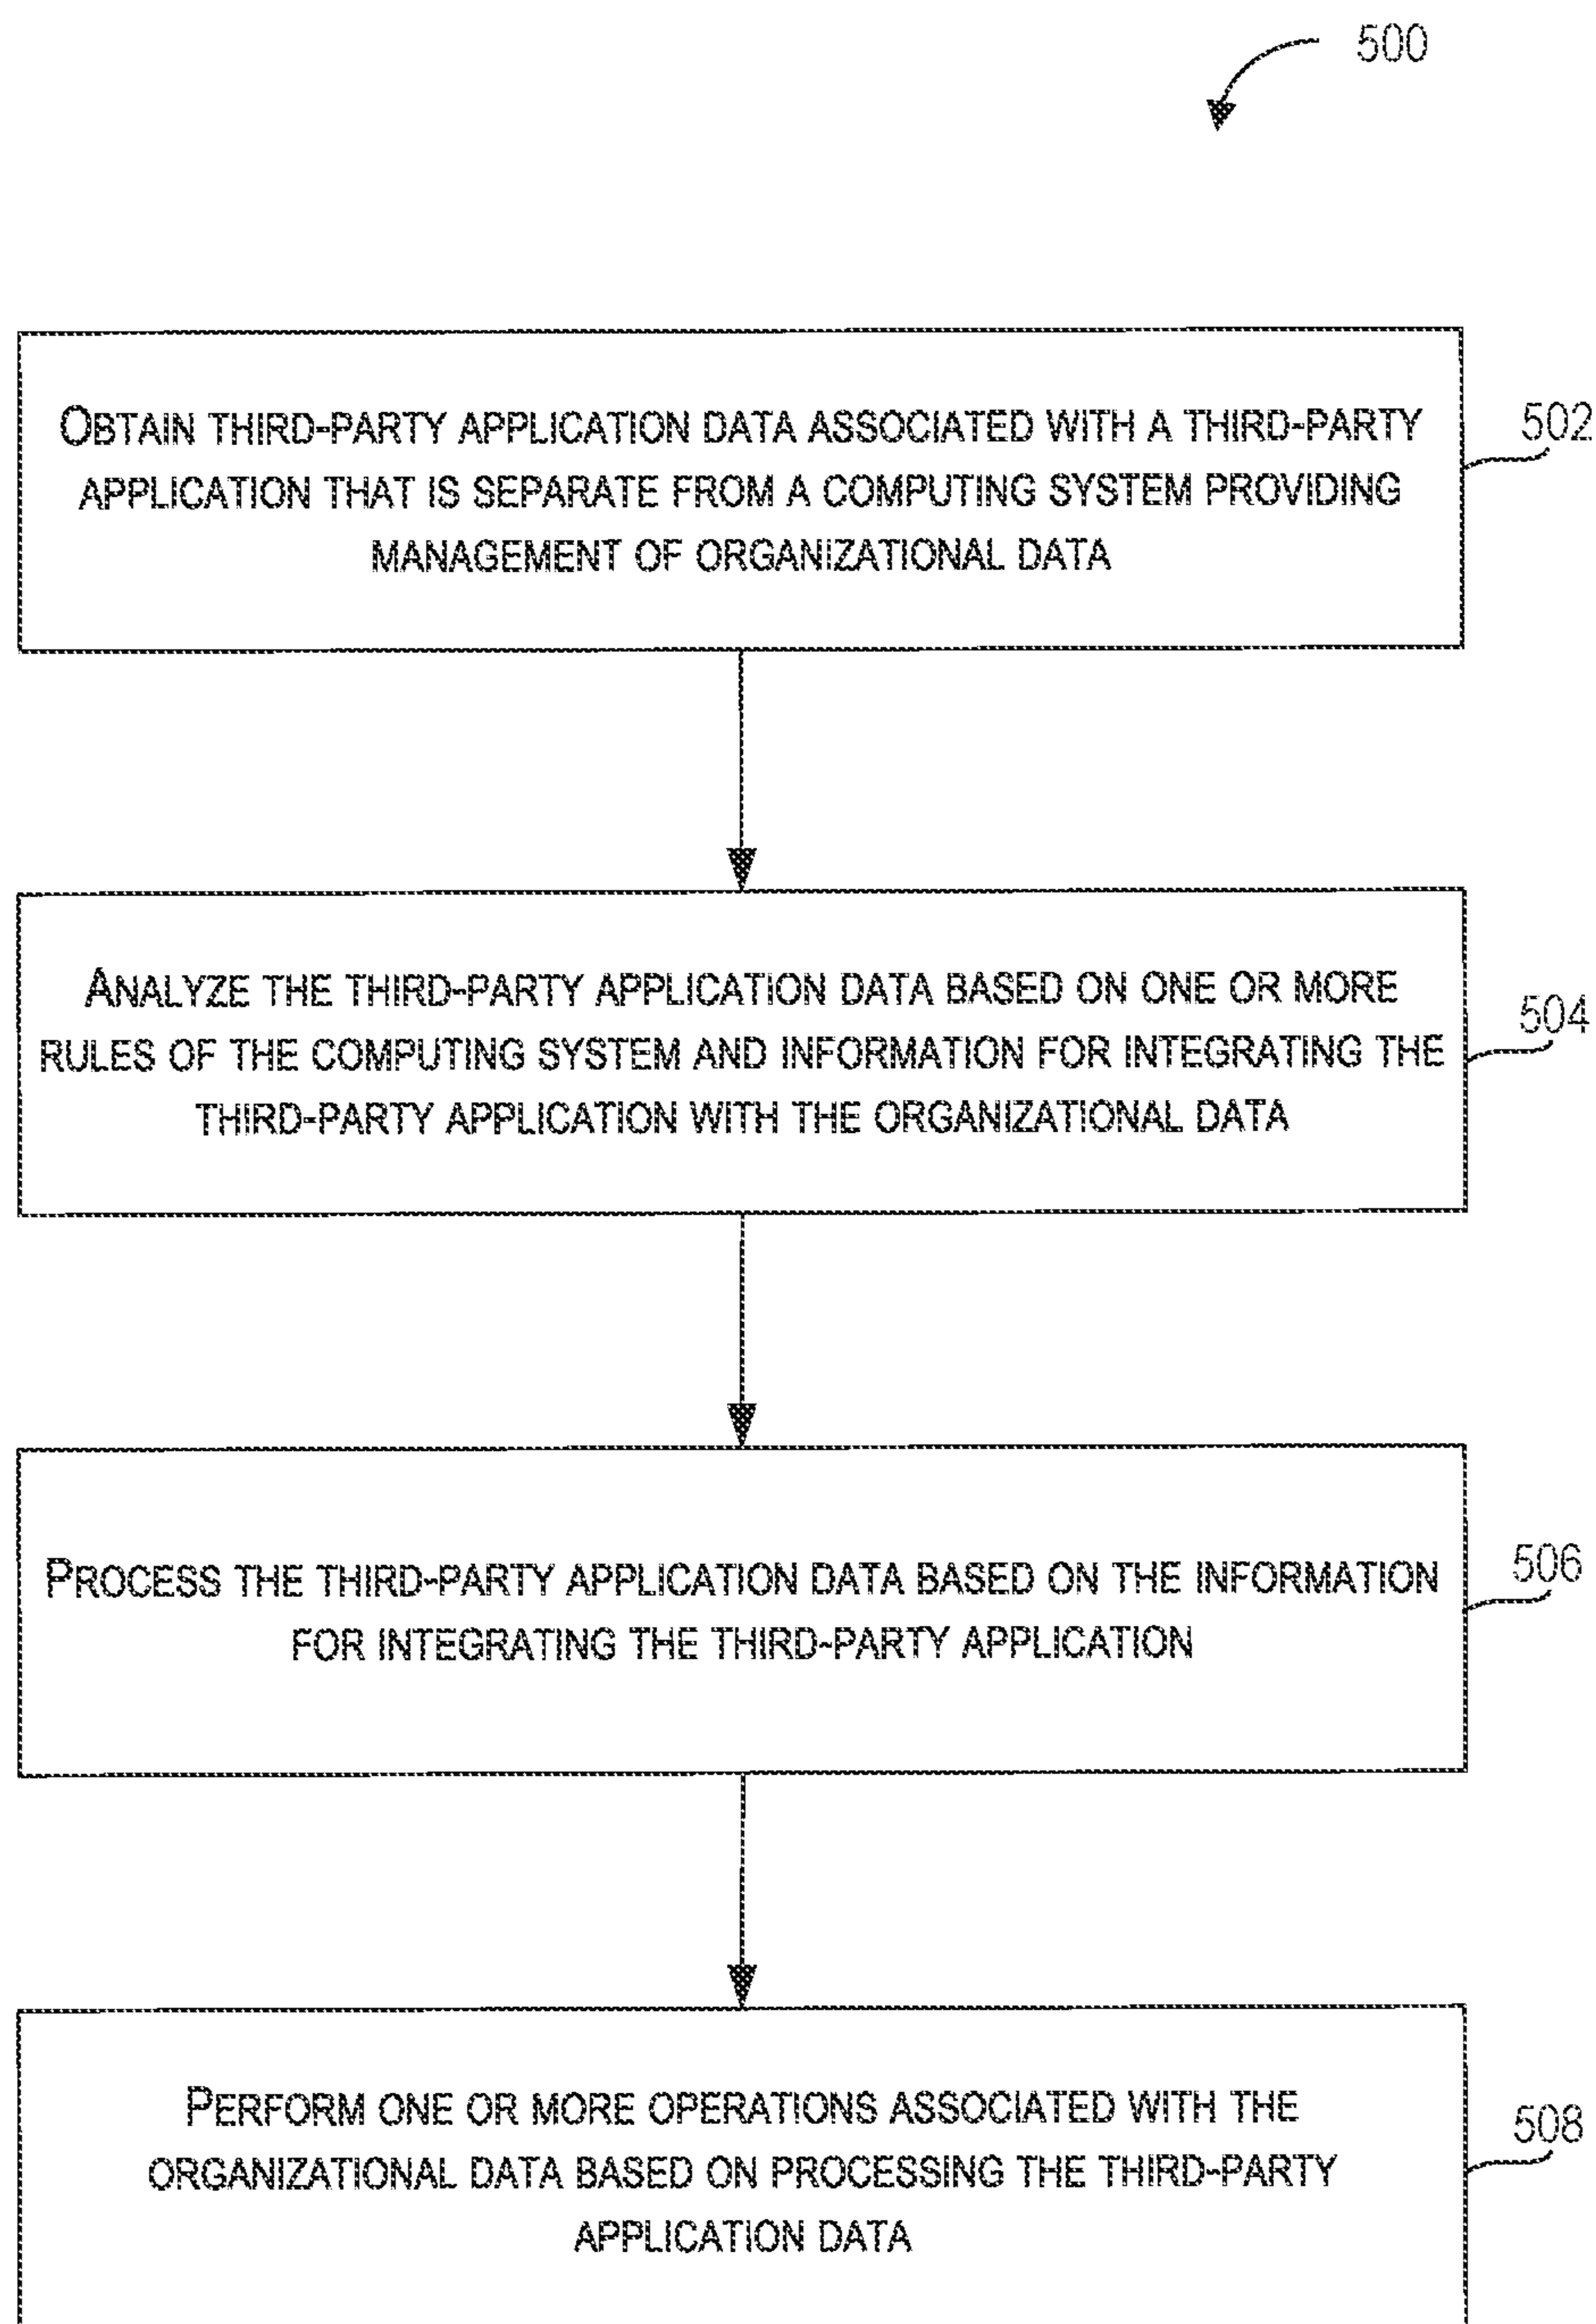 500
OBTAIN THIRD-PARTY APPLICATION DATA ASSOCIATED WITH A THIRD-PARTY
APPLICATION THAT IS SEPARATE FROM A COMPUTING SYSTEM PROVIDING
MANAGEMENT OF ORGANIZATIONAL DATA
502
ANALYZE THE THIRD-PARTY APPLICATION DATA BASED ON ONE OR MORE
RULES OF THE COMPUTING SYSTEM AND INFORMATION FOR INTEGRATING THE
THIRD-PARTY APPLICATION WITH THE ORGANIZATIONAL DATA
504
PROCESS THE THIRD-PARTY APPLICATION DATA BASED ON THE INFORMATION
FOR INTEGRATING THE THIRD-PARTY APPLICATION
506
PERFORM ONE OR MORE OPERATIONS ASSOCIATED WITH THE
ORGANIZATIONAL DATA BASED ON PROCESSING THE THIRD-PARTY
APPLICATION DATA
508